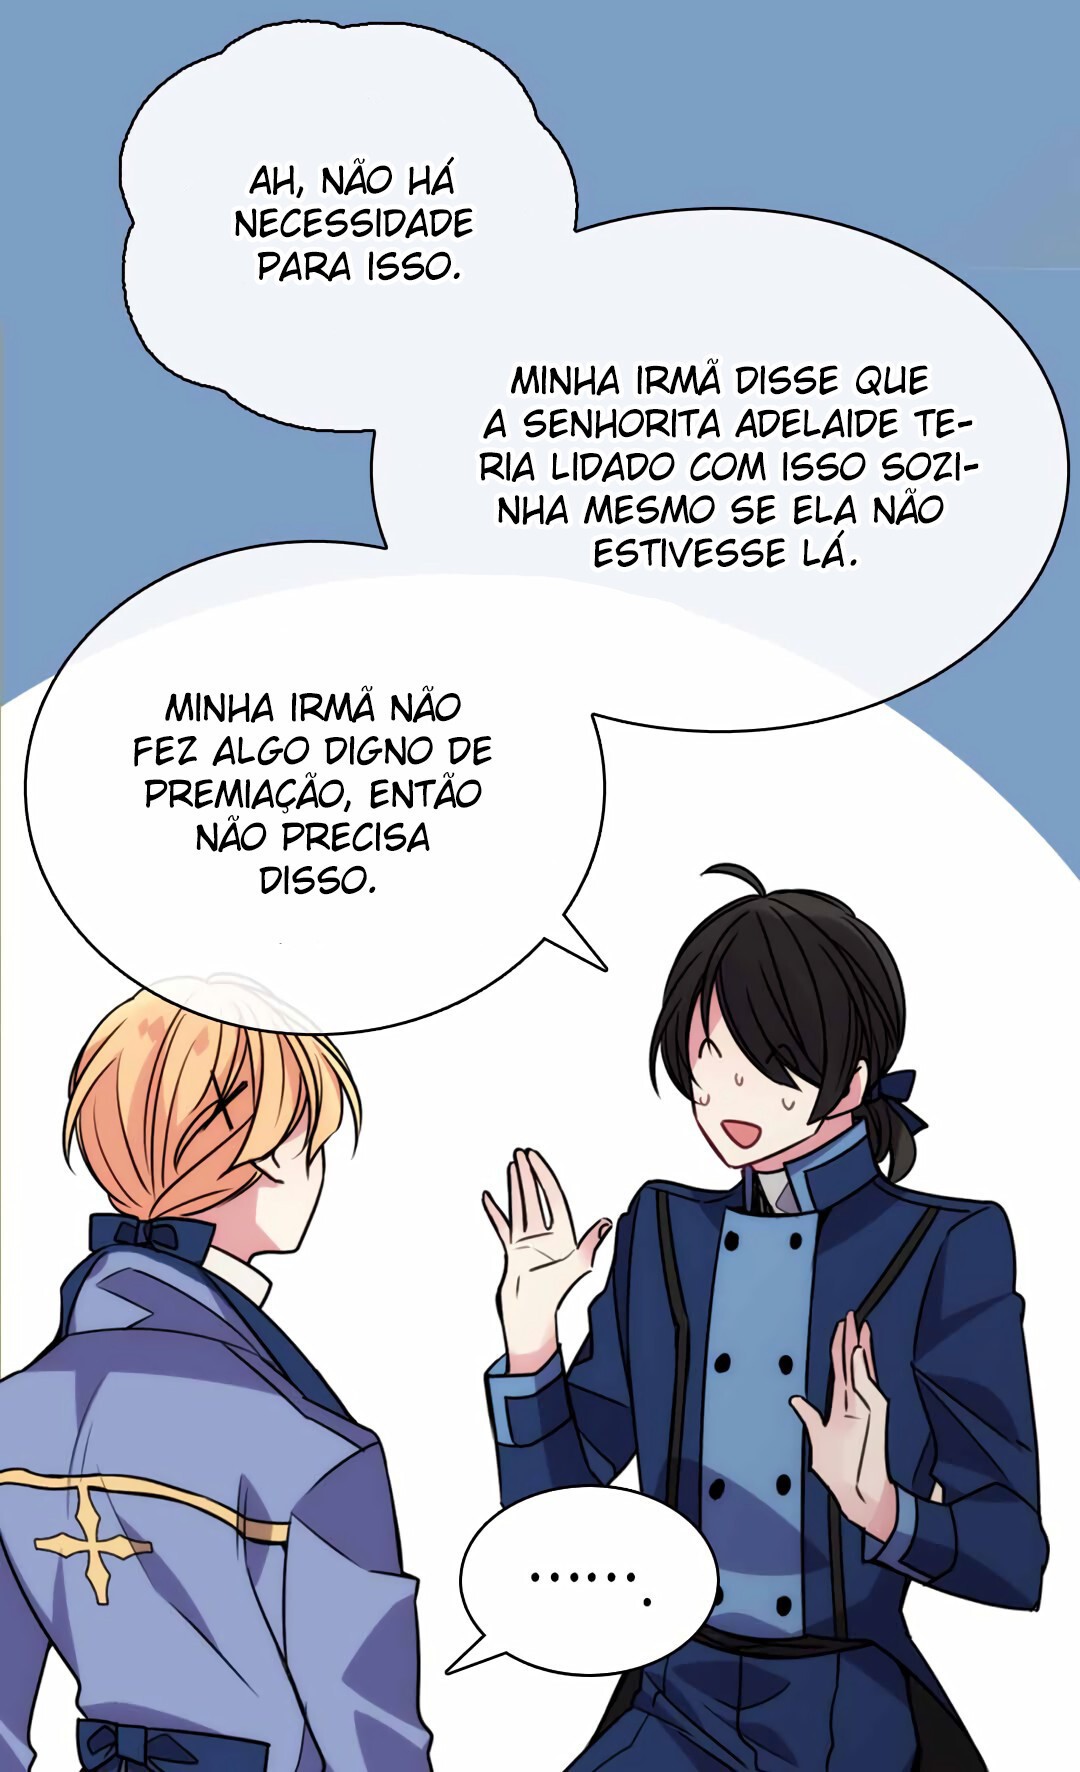 AH, NÃO HÁ
NECESSIDADE
PARA ISSO.
MINHA IRMÃ DISSE QUE
A SENHORITA ADELAIDE TE-
RIA LIDADO COM ISSO SOZI-
NHA MESMO SE ELA NÃO
ESTIVESSE LÁ.
MINHA IRMÃ NÃO
FEZ ALGO DIGNO DE
PREMIAÇÃO, ENTÃO
NÃO PRECISA
DISSO.
.......